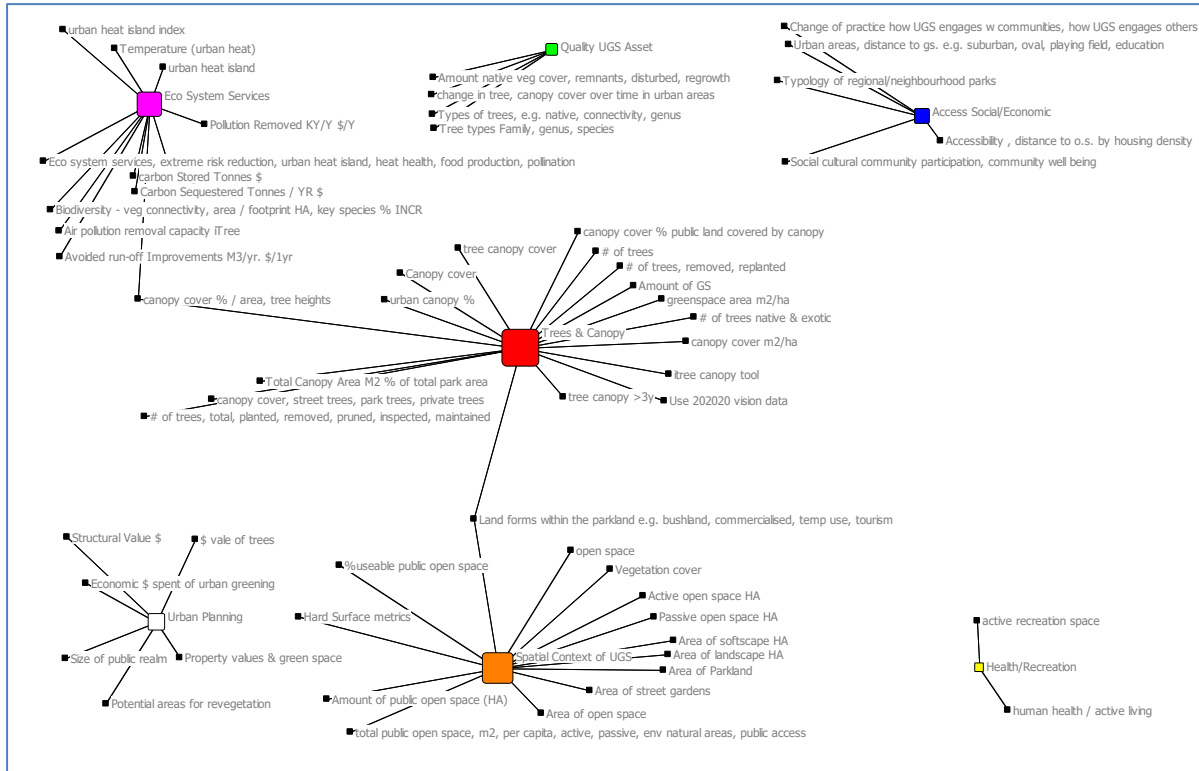 urban heat island index
Temperature (urban heat)
urban heat island
Eco System Services
Pollution Removed KY/Y $/Y
Eco system services, extreme risk reduction, urban heat island, heat health, food production, pollination
carbon Stored Tonnes $
Carbon Sequestered Tonnes / YR $
Biodiversity - veg connectivity, area / footprint HA, key species % INCR
Air pollution removal capacity iTree
Avoided run-off Improvements M3/yr. $/1yr
canopy cover % / area, tree heights
Quality UGS Asset
Amount native veg cover, remnants, disturbed, regrowth
change in tree, canopy cover over time in urban areas
Types of trees, e.g. native, connectivity, genus
Tree types Family, genus, species
Change of practice how UGS engages w communities, how UGS engages others
Urban areas, distance to gs. e.g. suburban, oval, playing field, education
Typology of regional/neighbourhood parks
Access Social/Economic
Accessibility , distance to o.s. by housing density
Social cultural community participation, community well being
canopy cover % public land covered by canopy
tree canopy cover
# of trees
# of trees, removed, replanted
Canopy cover
Amount of GS
urban canopy %
greenspace area m2/ha
# of trees native & exotic
Trees & Canopy
canopy cover m2/ha
itree canopy tool
Total Canopy Area M2 % of total park area
canopy cover, street trees, park trees, private trees
tree canopy >3y
Use 202020 vision data
# of trees, total, planted, removed, pruned, inspected, maintained
Land forms within the parkland e.g. bushland, commercialised, temp use, tourism
Structural Value $
$ vale of trees
Economic $ spent of urban greening
Urban Planning
Size of public realm
Property values & green space
Potential areas for revegetation
open space
%useable public open space
Vegetation cover
Active open space HA
Hard Surface metrics
Passive open space HA
Area of softscape HA
Spatial Context of UGS
Area of landscape HA
Area of Parkland
Area of street gardens
Amount of public open space (HA)
Area of open space
total public open space, m2, per capita, active, passive, env natural areas, public access
active recreation space
Health/Recreation
human health / active living